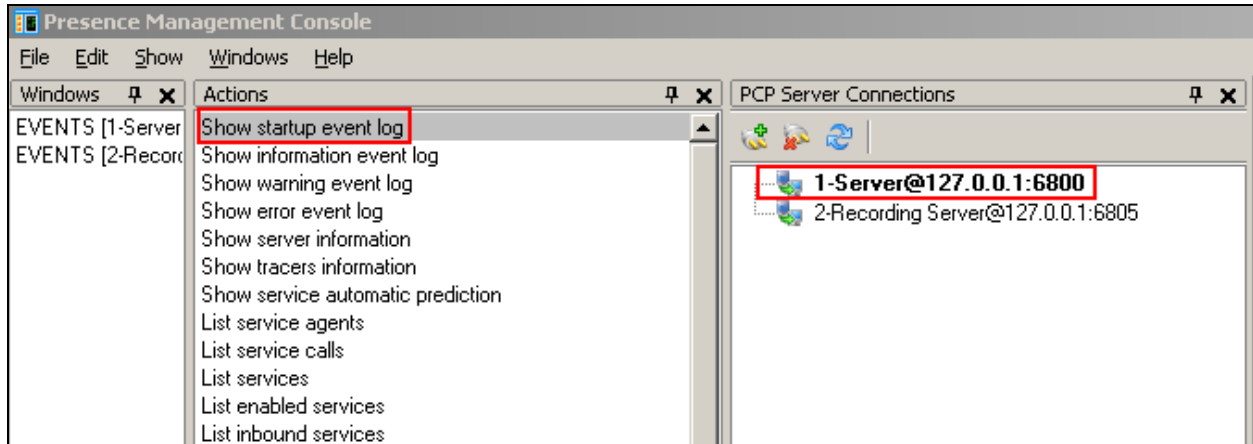 Presence Management Console
File Edit Show Windows Help
Windows
EVENTS [1-Server
EVENTS [2-Recor
Actions
Show startup event log
Show information event log
Show warning event log
Show error event log
Show server information
Show tracers information
Show service automatic prediction
List service agents
List service calls
List services
List enabled services
List inbound services
PCP Server Connections
1-Server@127.0.0.1:6800
2-Recording Server@127.0.0.1:6805